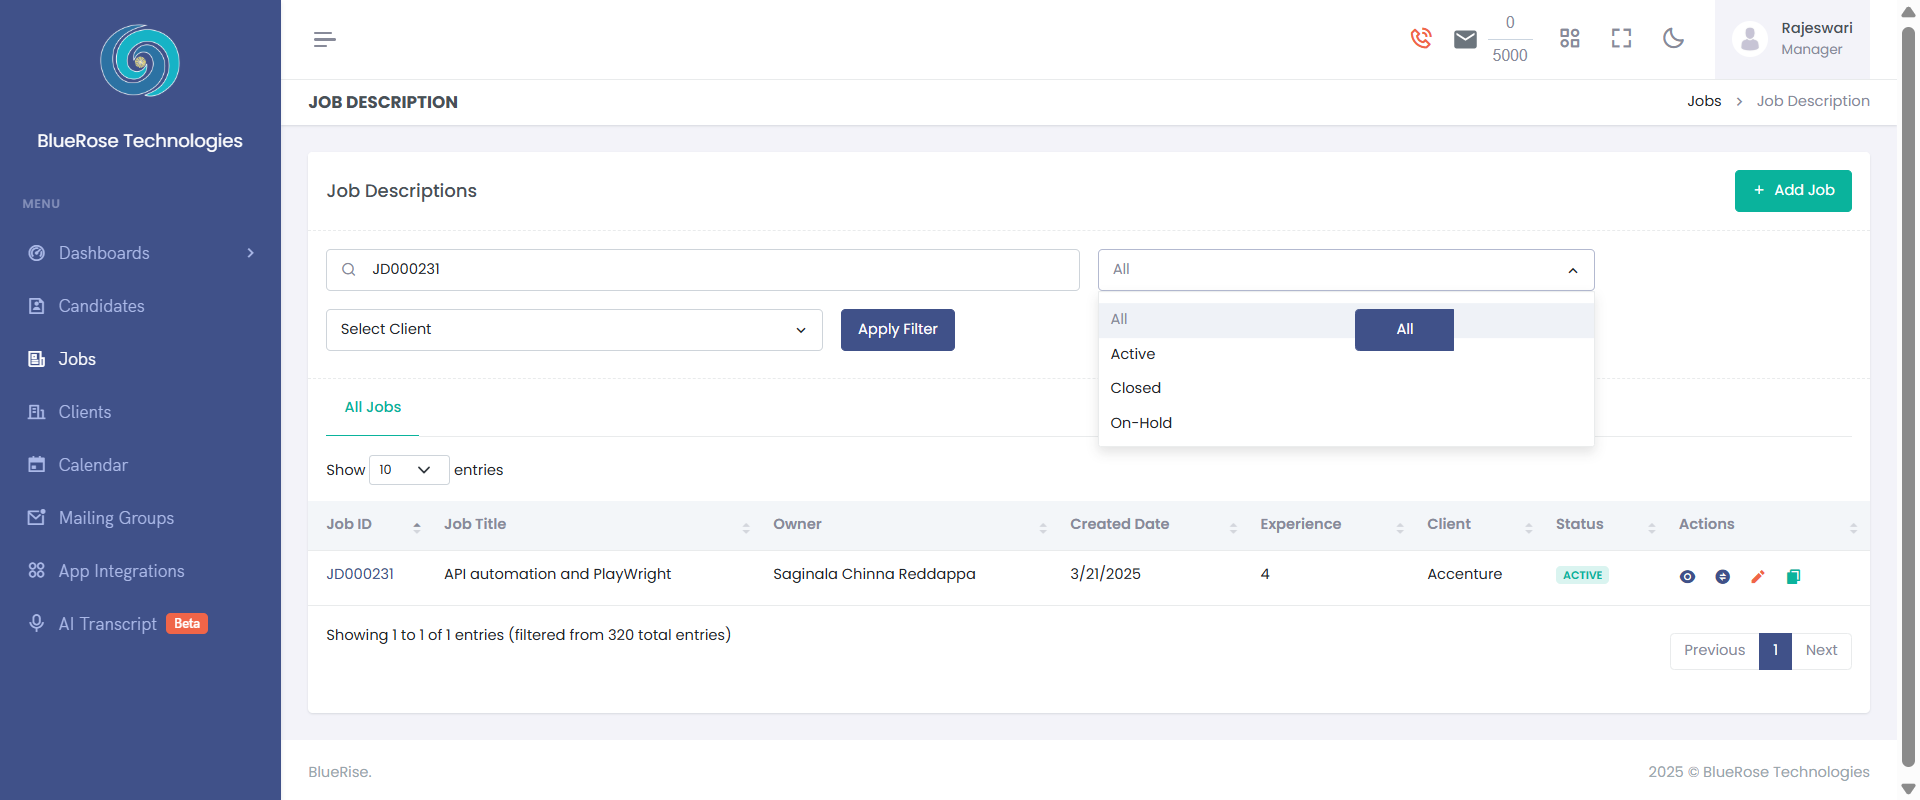 BlueRose Technologies
MENU
Dashboards
Candidates
Jobs
Clients
Calendar
Mailing Groups
App Integrations
AI Transcript Beta
0
5000
Rajeswari
Manager
JOB DESCRIPTION
Jobs > Job Description
Job Descriptions
+ Add Job
JD000231
All
Select Client
Apply Filter
All
All
Active
Closed
On-Hold
All Jobs
Show 10 entries
Job ID Job Title Owner Created Date Experience Client Status Actions
JD000231 API automation and PlayWright Saginala Chinna Reddappa 3/21/2025 4 Accenture ACTIVE
Showing 1 to 1 of 1 entries (filtered from 320 total entries)
Previous 1 Next
BlueRise.
2025 © BlueRose Technologies